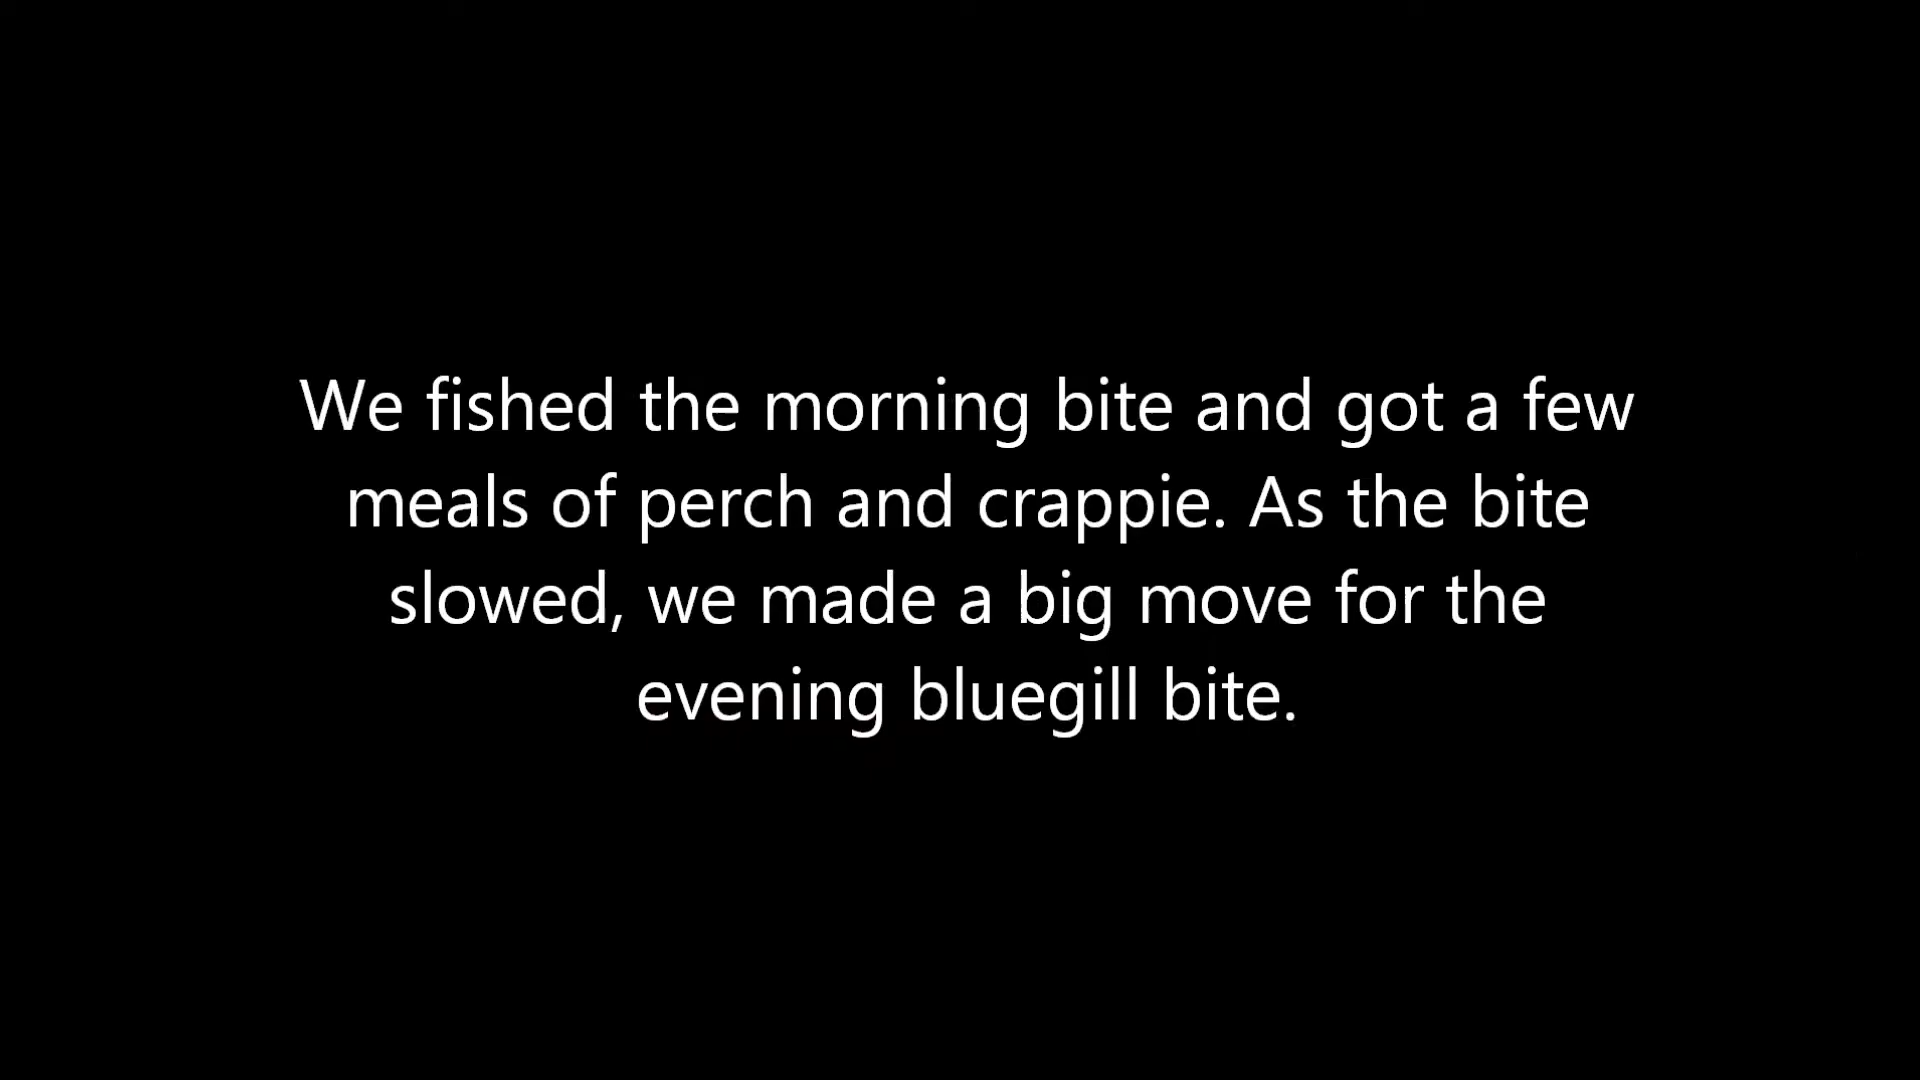 We fished the morning bite and got a few
meals of perch and crappie. As the bite
slowed, we made a big move for the
evening bluegill bite.